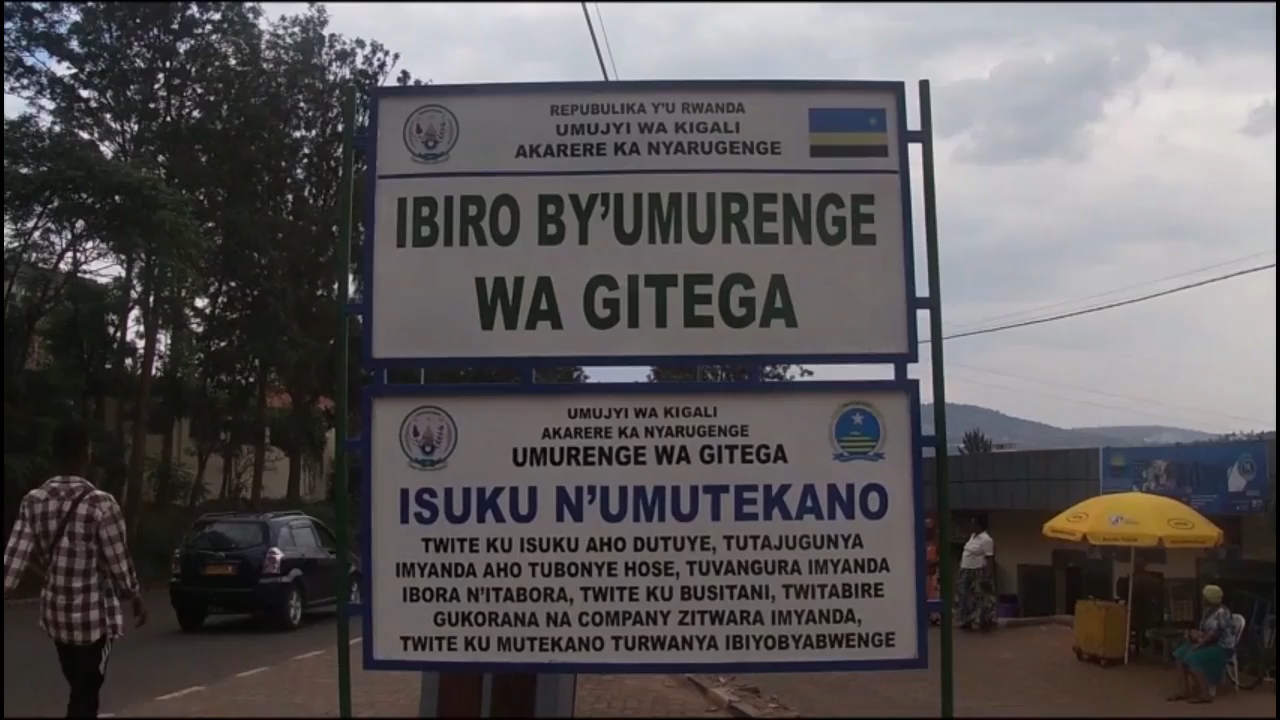 REPUBULIKA Y'U RWANDA
UMUJYI WA KIGALI
AKARERE KA NYARUGENGE
IBIRO BY'UMURENGE
WA GITEGA
UMUJYI WA KIGALI
AKARERE KA NYARUGENGE
UMURENGE WA GITEGA
ISUKU N'UMUTEKANO
TWITE KU ISUKU AHO DUTUYE, TUTAJUGUNYA
IMYANDA AHO TUBONYE HOSE, TUVANGURA IMYANDA
IBORA N'ITABORA, TWITE KU BUSITANI, TWITABIRE
GUKORANA NA COMPANY ZITWARA IMYANDA,
TWITE KU MUTEKANO TURWANYA IBIYOBYABWENGE